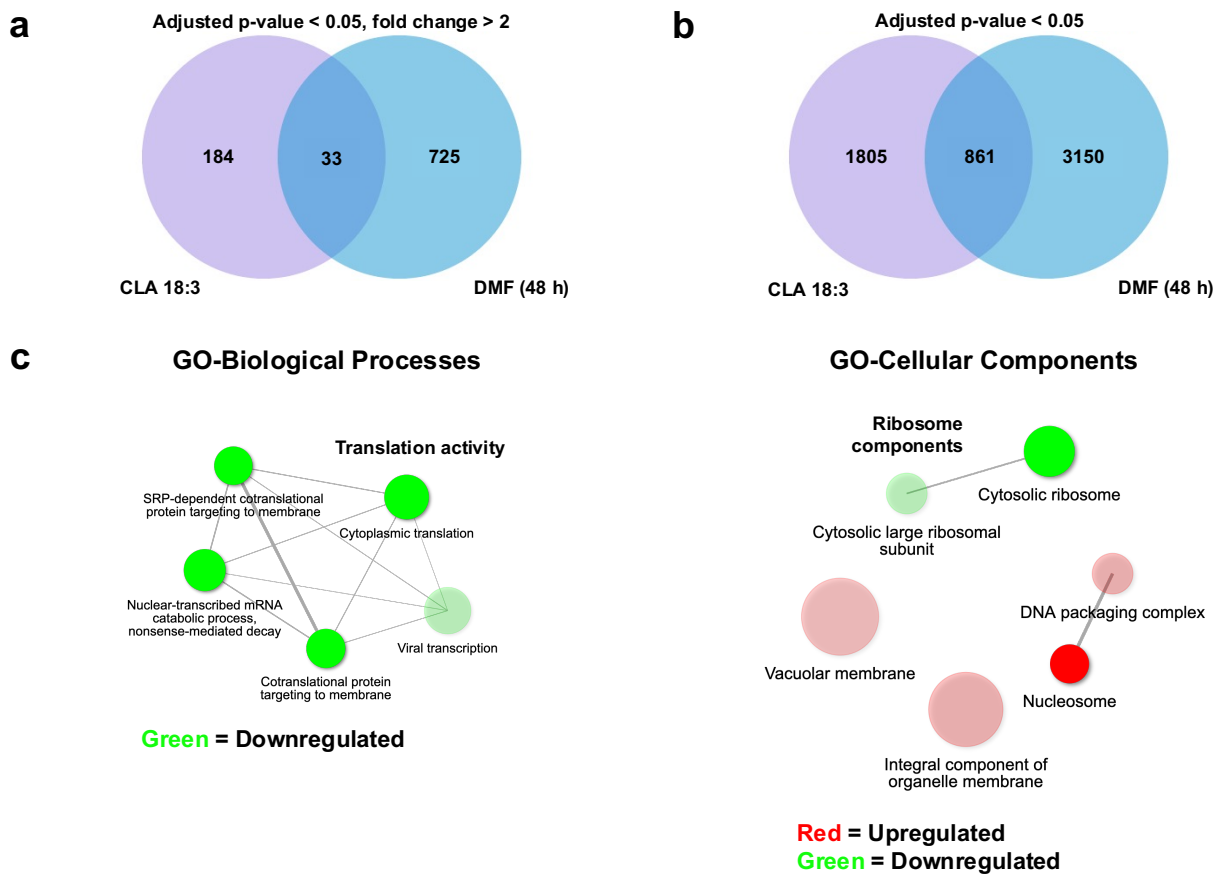 a
Adjusted p-value < 0.05, fold change > 2
184
33
725
CLA 18:3
DMF (48 h)
b
Adjusted p-value < 0.05
1805
861
3150
CLA 18:3
DMF (48 h)
c
GO-Biological Processes
Translation activity
SRP-dependent cotranslational
protein targeting to membrane
Cytoplasmic translation
Nuclear-transcribed mRNA
catabolic process,
nonsense-mediated decay
Viral transcription
Cotranslational protein
targeting to membrane
Green = Downregulated
GO-Cellular Components
Ribosome
components
Cytosolic ribosome
Cytosolic large ribosomal
subunit
DNA packaging complex
Vacuolar membrane
Nucleosome
Integral component of
organelle membrane
Red = Upregulated
Green = Downregulated